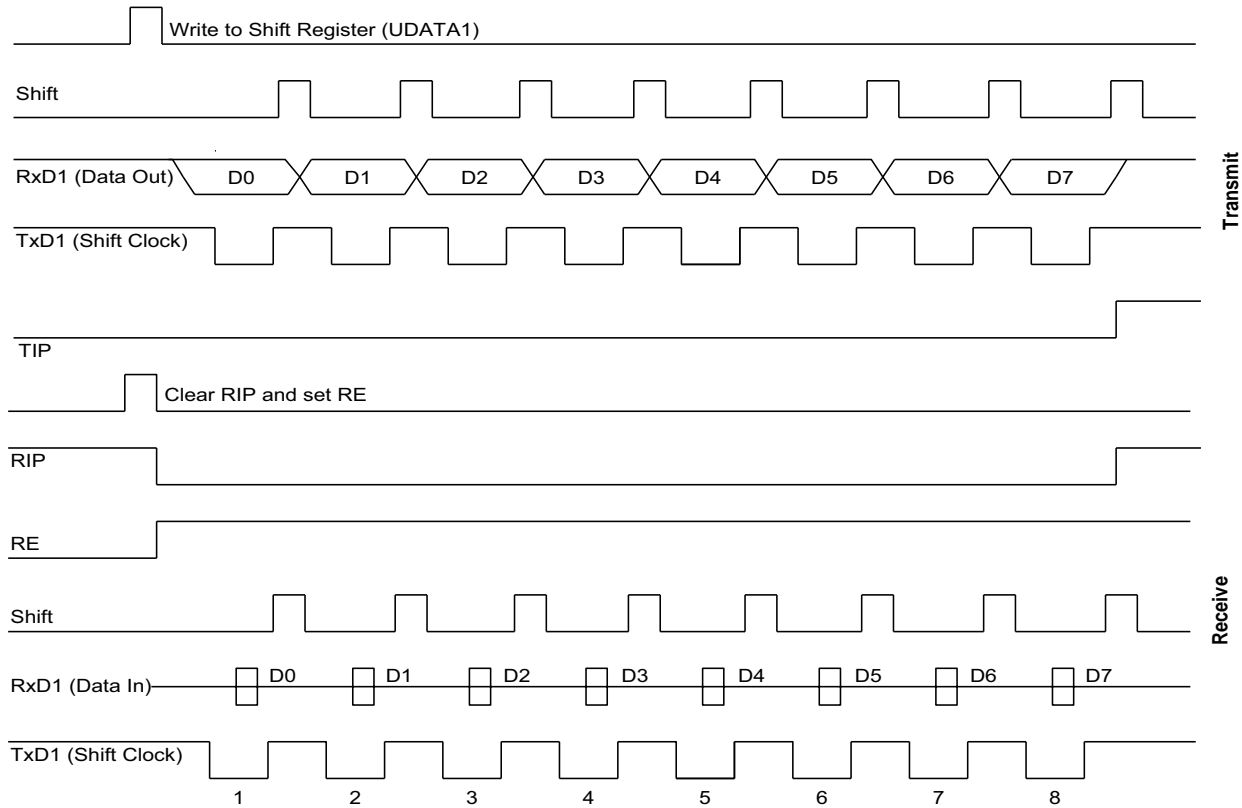 Write to Shift Register (UDATA1)
Shift
RxD1 (Data Out) D0 D1 D2 D3 D4 D5 D6 D7
TxD1 (Shift Clock)
TIP
Transmit
Clear RIP and set RE
RIP
RE
Shift
RxD1 (Data In) D0 D1 D2 D3 D4 D5 D6 D7
TxD1 (Shift Clock)
1 2 3 4 5 6 7 8
Receive